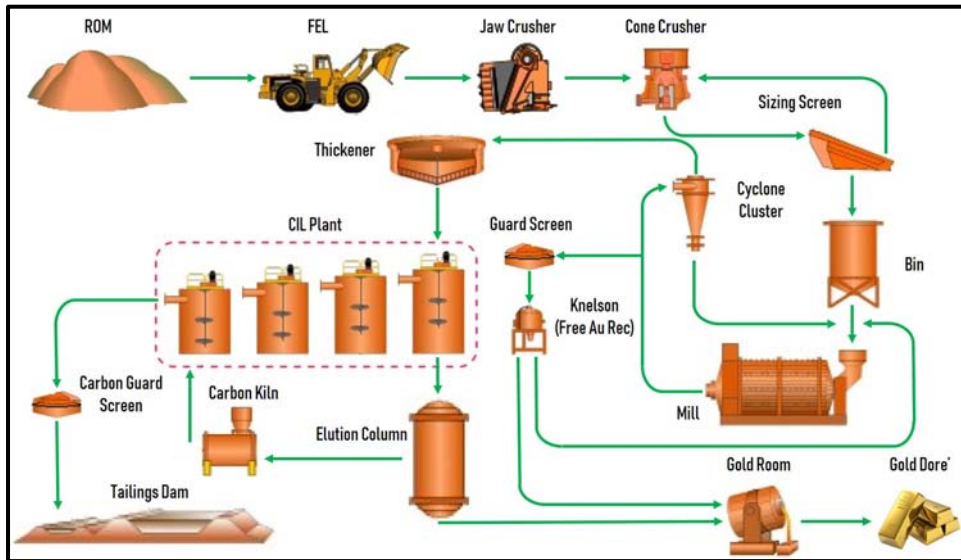 ROM
FEL
Jaw Crusher
Cone Crusher
Sizing Screen
Thickener
Cyclone
Cluster
CIL Plant
Guard Screen
Bin
Knelson
(Free Au Rec)
Carbon Guard
Screen
Carbon Kiln
Mill
Elution Column
Gold Room
Gold Dore'
Tailings Dam